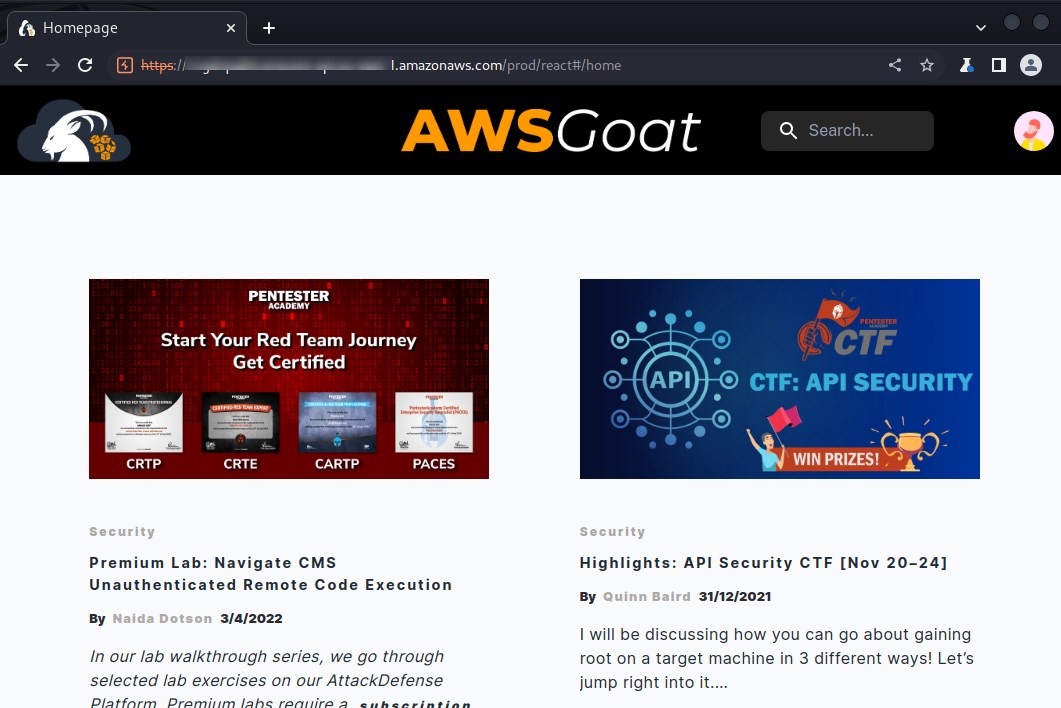 Homepage
https://
l.amazonaws.com/prod/react#/home
AWSGoat
Search...
PENTESTER
ACADEMY
Start Your Red Team Journey
Get Certified
CRTP CRTE CARTP PACES
PENTESTER
ACADEMY
CTF
API
CTF: API SECURITY
WIN PRIZES!
Security
Premium Lab: Navigate CMS
Unauthenticated Remote Code Execution
By Naida Dotson 3/4/2022
In our lab walkthrough series, we go through
selected lab exercises on our AttackDefense
Platform. Premium labs require a subscription
Security
Highlights: API Security CTF [Nov 20–24]
By Quinn Baird 31/12/2021
I will be discussing how you can go about gaining
root on a target machine in 3 different ways! Let’s
jump right into it....